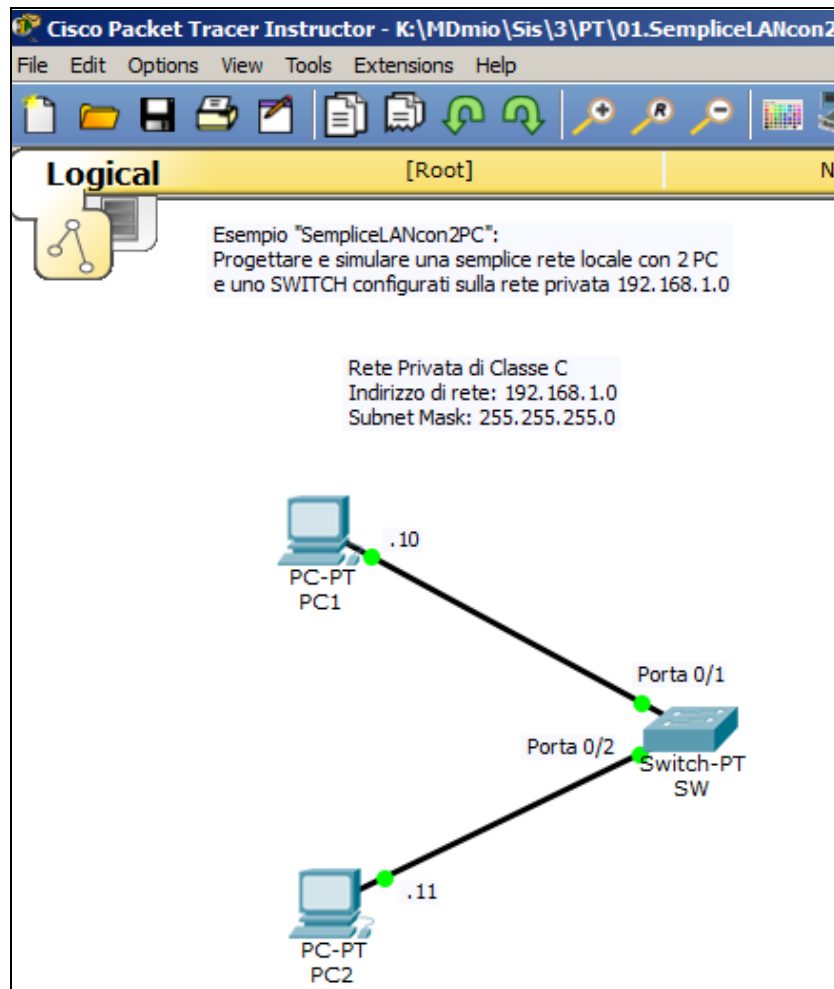 Cisco Packet Tracer Instructor - K:\MDmio\Sis\3\PT\01.SempliceLANcon2
File Edit Options View Tools Extensions Help
Logical [Root] N
Esempio "SempliceLANcon2PC":
Progettare e simulare una semplice rete locale con 2 PC
e uno SWITCH configurati sulla rete privata 192.168.1.0
Rete Privata di Classe C
Indirizzo di rete: 192.168.1.0
Subnet Mask: 255.255.255.0
.10
PC-PT
PC1
Porta 0/1
Porta 0/2
Switch-PT
SW
.11
PC-PT
PC2